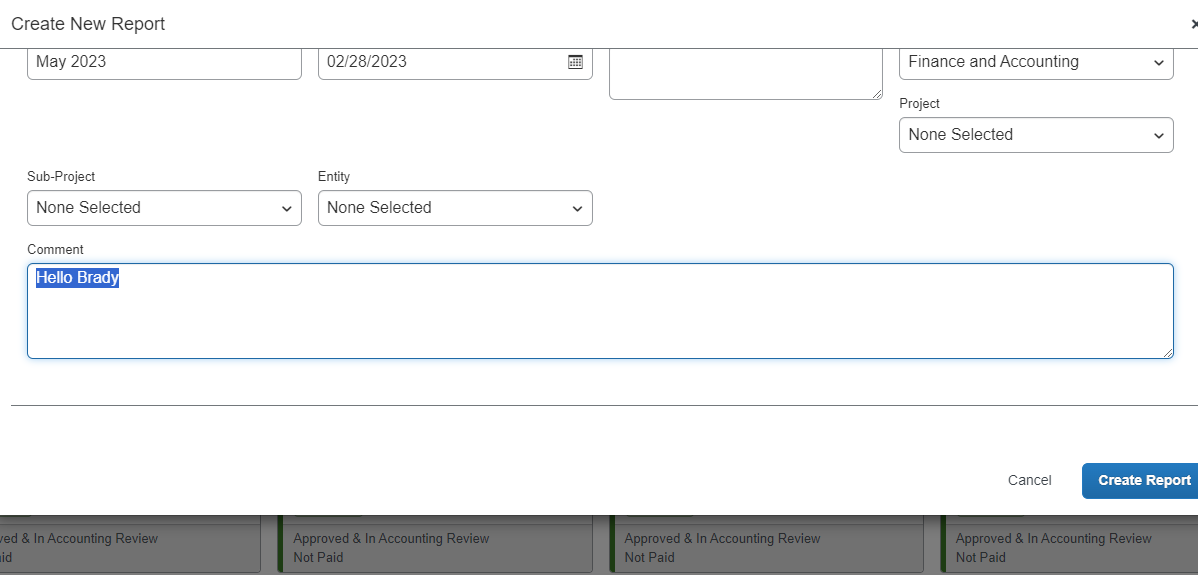 Create New Report
May 2023
02/28/2023
Finance and Accounting
Project
None Selected
Sub-Project
Entity
None Selected
None Selected
Comment
Hello Brady
Cancel
Create Report
& In Accounting Review
Approved & In Accounting Review
Approved & In Accounting Review
Approved & In Accounting Review
Not Paid
Not Paid
Not Paid